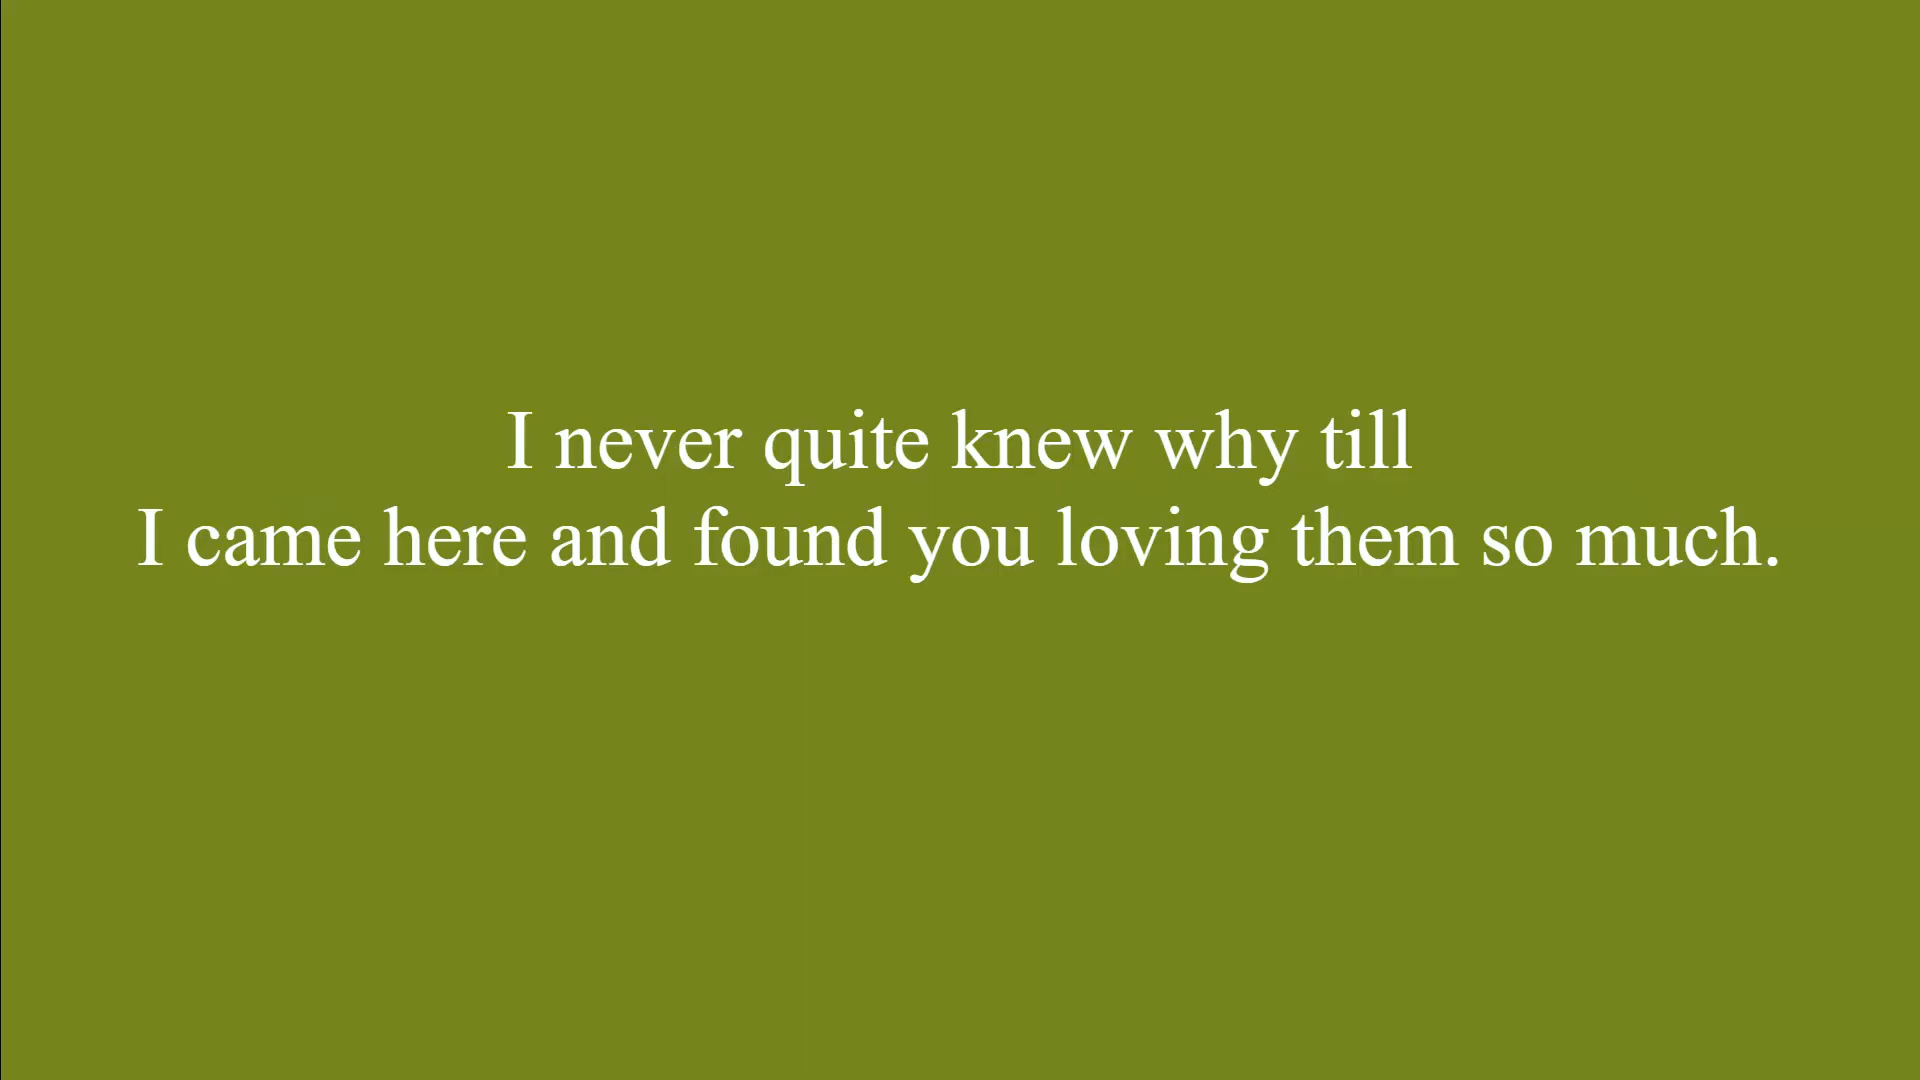 I never quite knew why till
I came here and found you loving them so much.